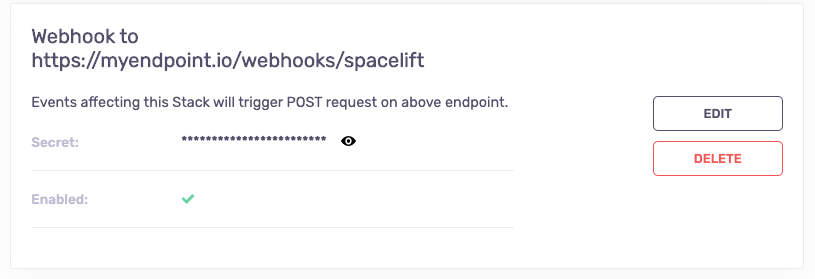 Webhook to
https://myendpoint.io/webhooks/spacelift
Events affecting this Stack will trigger POST request on above endpoint.
EDIT
Secret: ************************
DELETE
Enabled: